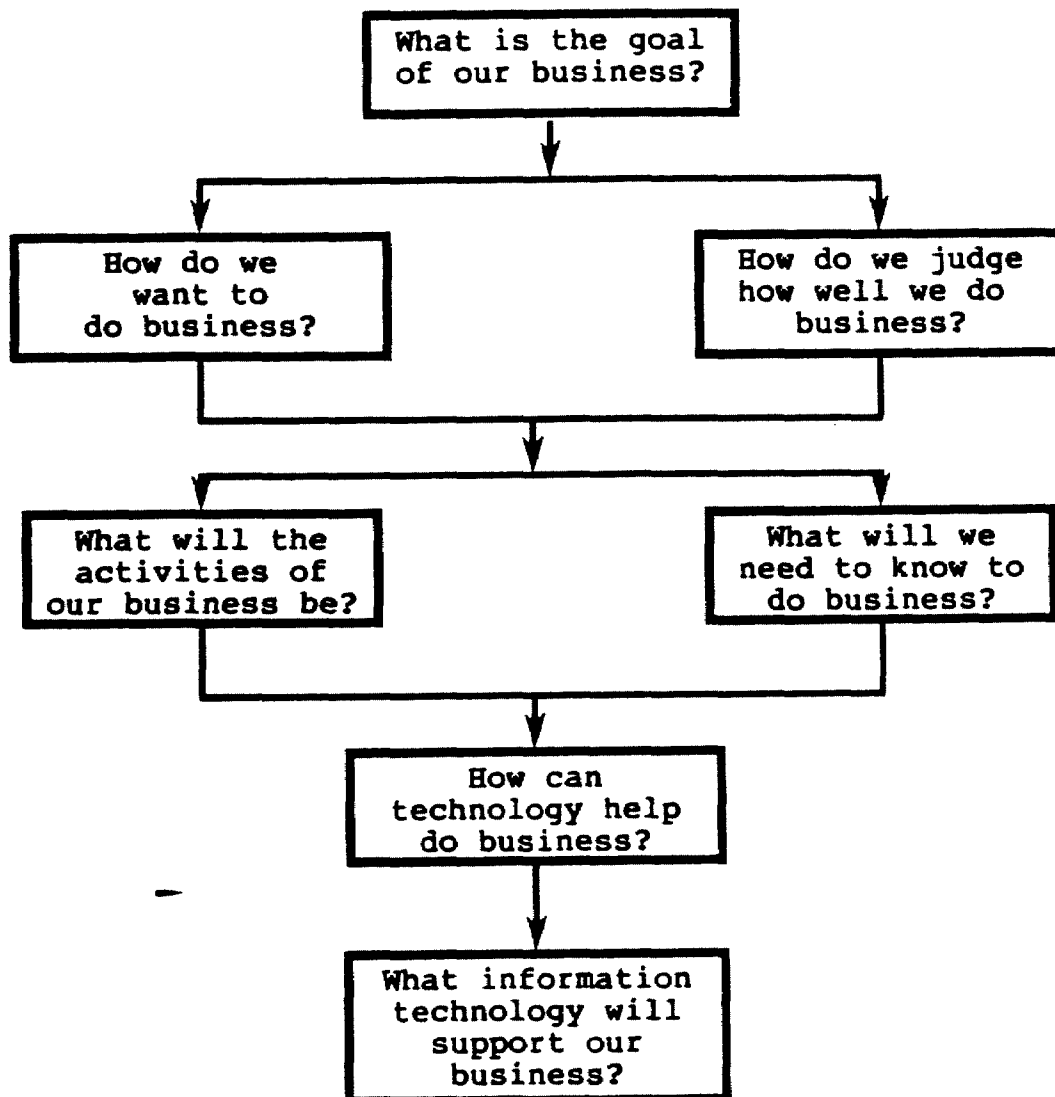 What is the goal
of our business?
How do we
want to
do business?
How do we judge
how well we do
business?
What will the
activities of
our business be?
What will we
need to know to
do business?
How can
technology help
do business?
What information
technology will
support our
business?